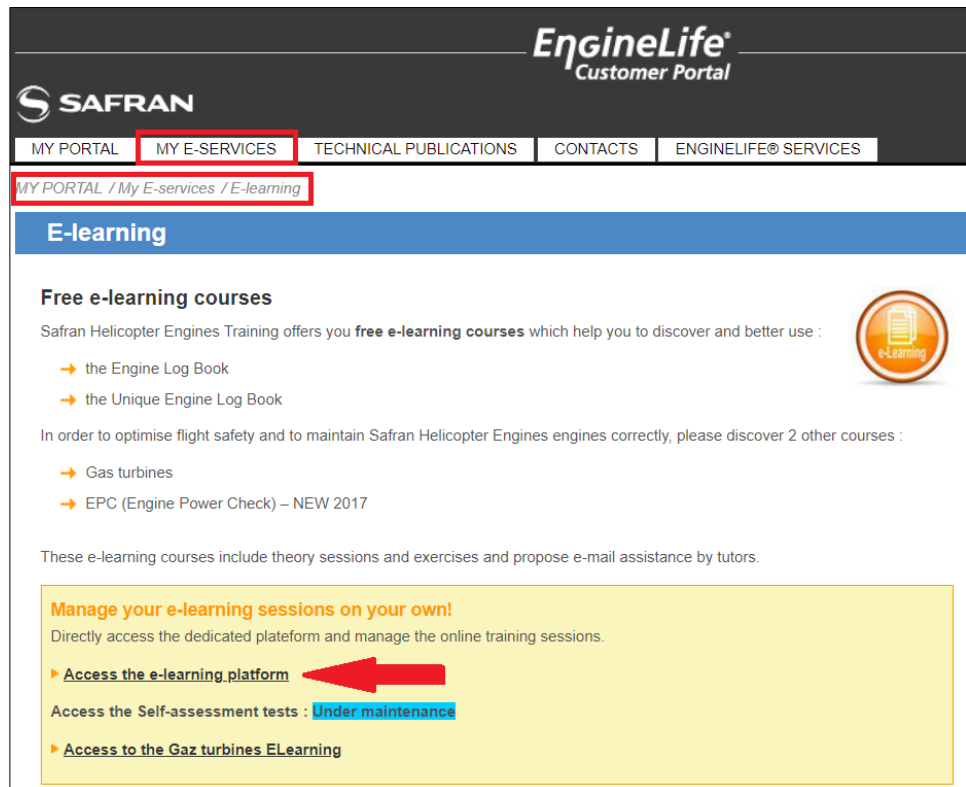 EngineLife®
Customer Portal
SAFRAN
MY PORTAL MY E-SERVICES TECHNICAL PUBLICATIONS CONTACTS ENGINELIFE® SERVICES
MY PORTAL / My E-services / E-learning
E-learning
Free e-learning courses
Safran Helicopter Engines Training offers you free e-learning courses which help you to discover and better use :
e-Learning
→ the Engine Log Book
→ the Unique Engine Log Book
In order to optimise flight safety and to maintain Safran Helicopter Engines engines correctly, please discover 2 other courses :
→ Gas turbines
→ EPC (Engine Power Check) – NEW 2017
These e-learning courses include theory sessions and exercises and propose e-mail assistance by tutors.
Manage your e-learning sessions on your own!
Directly access the dedicated plateform and manage the online training sessions.
Access the e-learning platform
Access the Self-assessment tests : Under maintenance
Access to the Gaz turbines ELearning